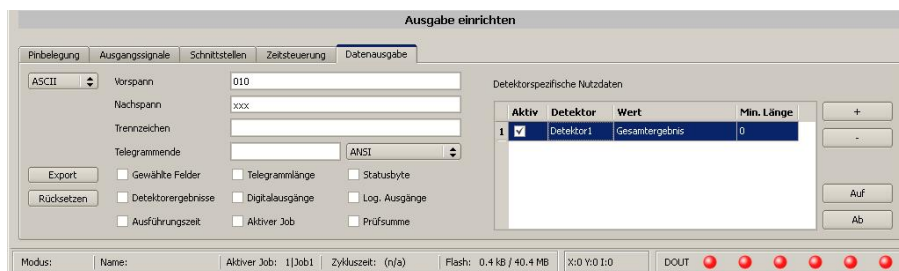 Ausgabe einrichten
Pinbelegung Ausgangssignale Schnittstellen Zeitsteuerung Datenausgabe
ASCII Vorspann 010 Detektorspezifische Nutzdaten
Nachspann xxx
Aktiv Detektor Wert Min. Länge +
Trennzeichen
1 Detektor1 Gesamtergebnis 0 -
Telegrammende ANSI
Export Gewählte Felder Telegrammlänge Statusbyte
Rücksetzen Detektorergebnisse Digitalausgänge Log. Ausgänge Auf
Ausführungszeit Aktiver Job Prüfsumme Ab
Modus: Name: Aktiver Job: 1|Job1 Zykluszeit: (n/a) Flash: 0.4 kB / 40.4 MB X:0 Y:0 I:0 DOUT